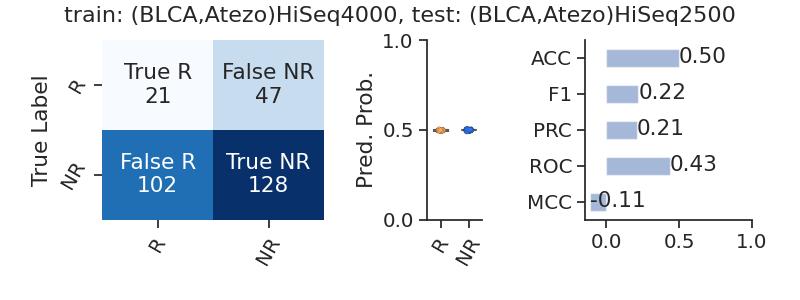 train: (BLCA,Atezo)HiSeq4000, test: (BLCA,Atezo)HiSeq2500
True Label
R
NR
True R
21
False NR
47
False R
102
True NR
128
R
NR
Pred. Prob.
1.0
0.5
0.0
R
NR
ACC
0.50
F1
0.22
PRC
0.21
ROC
0.43
MCC
-0.11
0.0
0.5
1.0